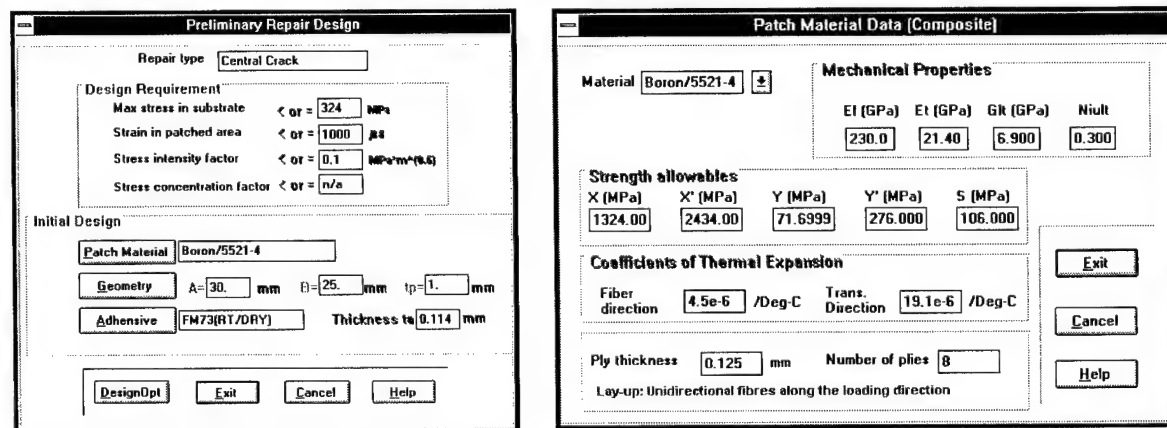 Preliminary Repair Design
Repair type Central Crack
Design Requirement
Max stress in substrate < or = 324 MPa
Strain in patched area < or = 1000 με
Stress intensity factor < or = 0.1 MPa*m^(0.5)
Stress concentration factor < or = n/a
Initial Design
Patch Material Boron/5521-4
Geometry A= 30. mm B= 25. mm tp= 1. mm
Adhensive FM73(RT/DRY) Thickness ta 0.114 mm
DesignOpt Exit Cancel Help
Patch Material Data (Composite)
Material Boron/5521-4
Mechanical Properties
El (GPa) Et (GPa) Glt (GPa) Niult
230.0 21.40 6.900 0.300
Strength allowables
X (MPa) X' (MPa) Y (MPa) Y' (MPa) S (MPa)
1324.00 2434.00 71.6999 276.000 106.000
Coefficients of Thermal Expansion
Fiber direction 4.5e-6 /Deg-C Trans. Direction 19.1e-6 /Deg-C
Ply thickness 0.125 mm Number of plies 8
Lay-up: Unidirectional fibres along the loading direction
Exit
Cancel
Help